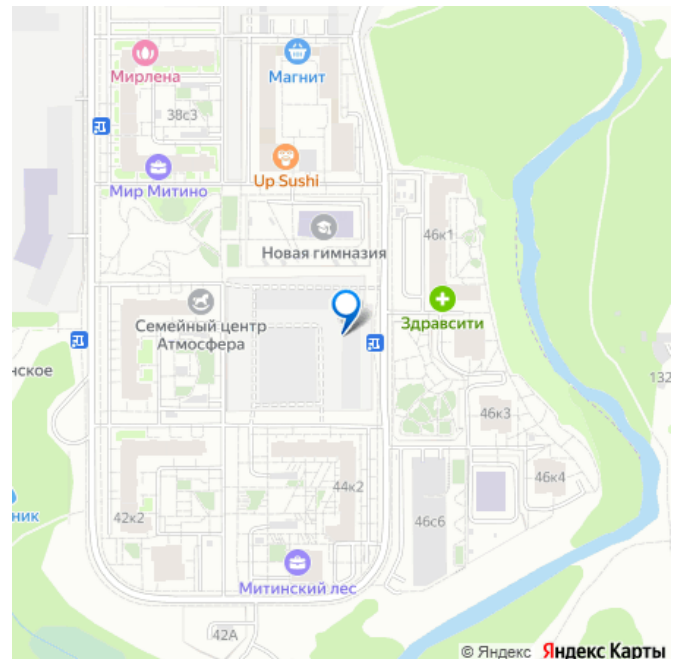 Мирлена
Магнит
38с3
Мир Митино
Up Sushi
Новая гимназия
46к1
Семейный центр
Атмосфера
Здравсити
нское
132
46к3
44к2
46к4
ник
42к2
46с6
Митинский лес
42А
© Яндекс Яндекс Карты